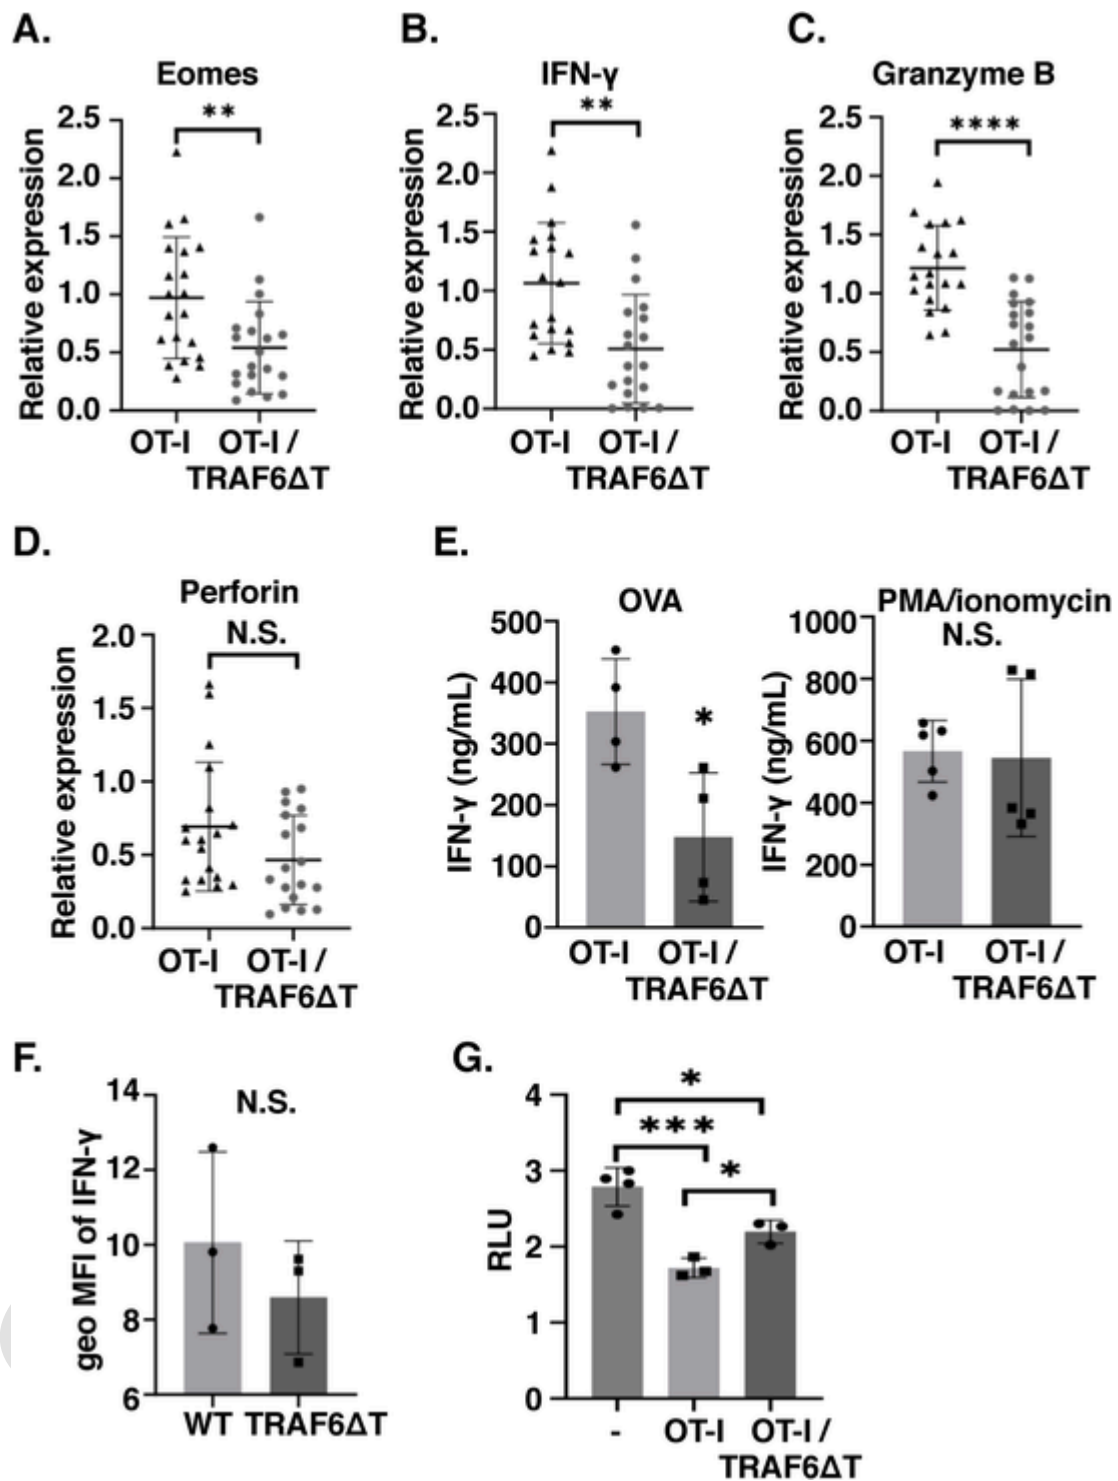 A.
Eomes
**
Relative expression
2.5
2.0
1.5
1.0
0.5
0.0
OT-I
OT-I /
TRAF6ΔT
B.
IFN-γ
**
Relative expression
2.5
2.0
1.5
1.0
0.5
0.0
OT-I
OT-I /
TRAF6ΔT
C.
Granzyme B
****
Relative expression
2.5
2.0
1.5
1.0
0.5
0.0
OT-I
OT-I /
TRAF6ΔT
D.
Perforin
N.S.
Relative expression
2.0
1.5
1.0
0.5
0.0
OT-I
OT-I /
TRAF6ΔT
E.
OVA
*
IFN-γ (ng/mL)
500
400
300
200
100
0
OT-I
OT-I /
TRAF6ΔT
PMA/ionomycin
N.S.
IFN-γ (ng/mL)
1000
800
600
400
200
0
OT-I
OT-I /
TRAF6ΔT
F.
N.S.
geo MFI of IFN-γ
14
12
10
8
6
WT
TRAF6ΔT
G.
*
***
*
RLU
4
3
2
1
0
-
OT-I
OT-I /
TRAF6ΔT